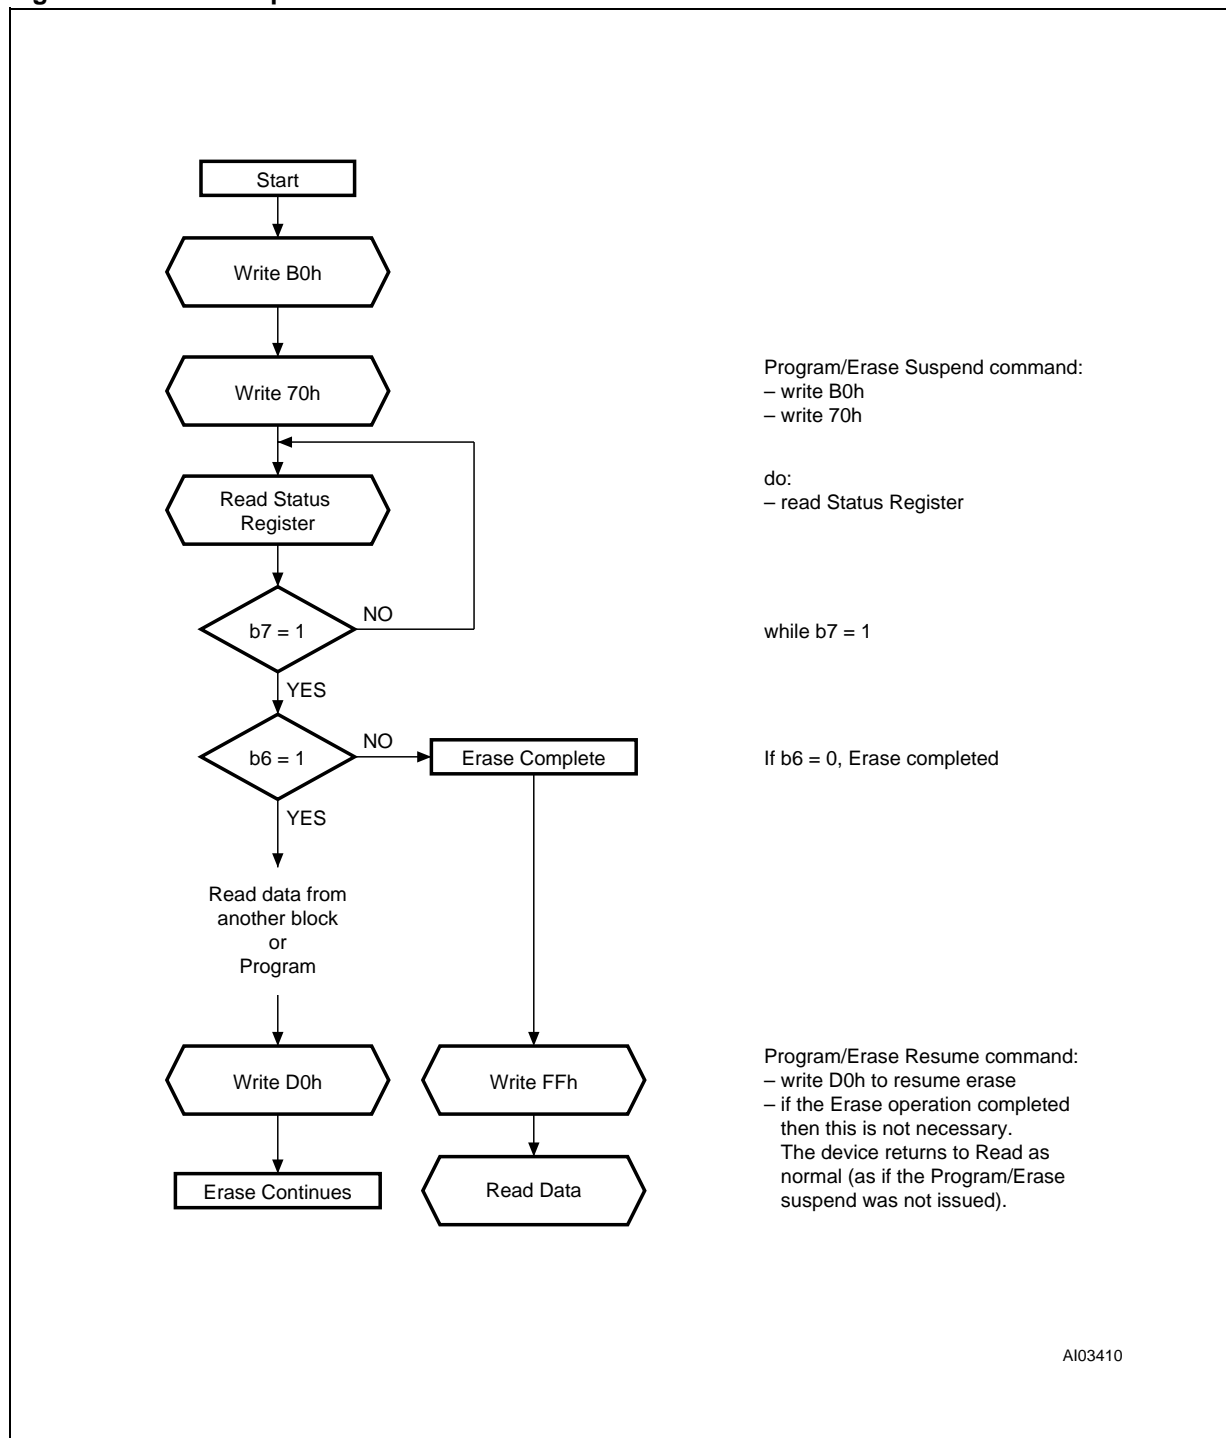 Start
Write B0h
Write 70h
Program/Erase Suspend command:
– write B0h
– write 70h
Read Status
Register
do:
– read Status Register
NO
b7 = 1
while b7 = 1
YES
NO
b6 = 1
Erase Complete
If b6 = 0, Erase completed
YES
Read data from
another block
or
Program
Write D0h
Write FFh
Program/Erase Resume command:
– write D0h to resume erase
– if the Erase operation completed
then this is not necessary.
The device returns to Read as
normal (as if the Program/Erase
suspend was not issued).
Erase Continues
Read Data
AI03410